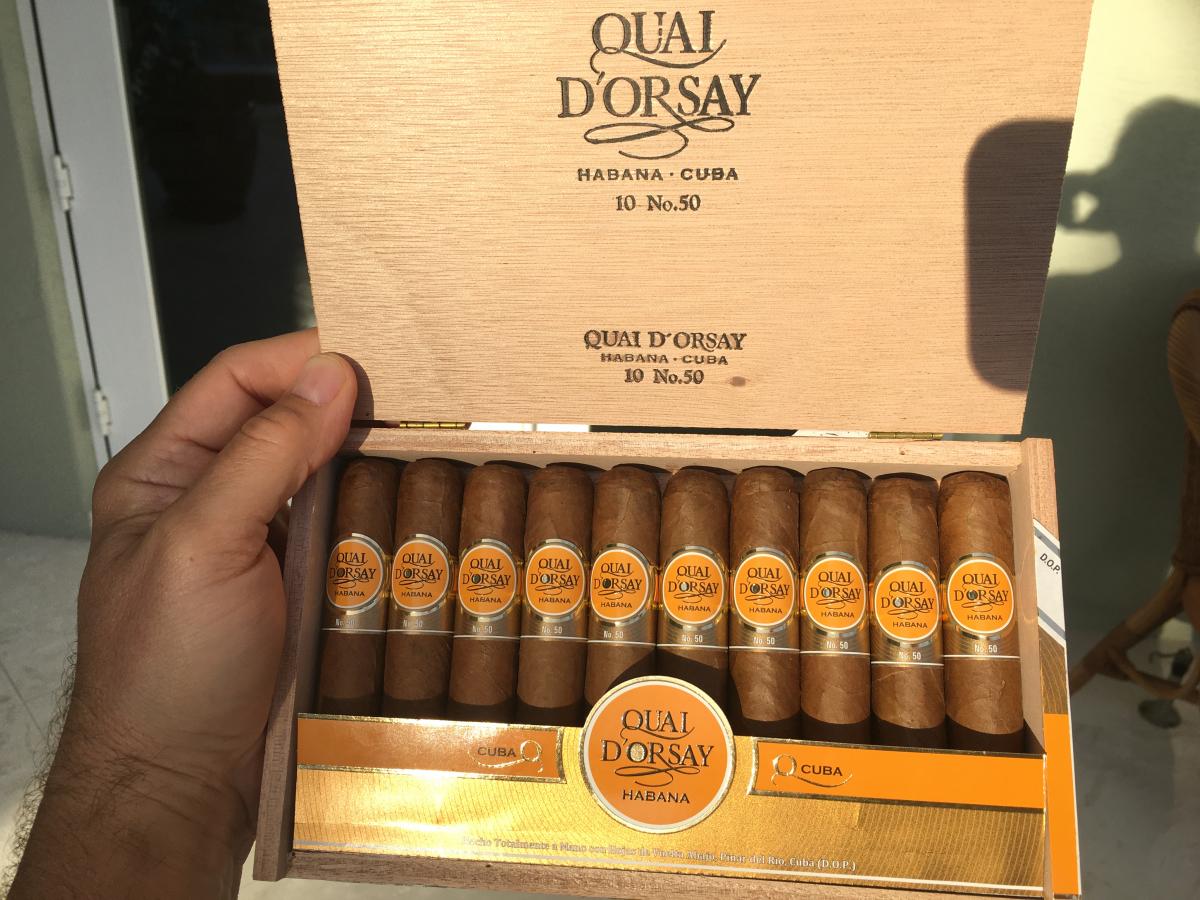 QUAI
D'ORSAY
HABANA · CUBA
10 No.50
QUAI D'ORSAY
HABANA · CUBA
10 No.50
D.O.P.
QUAI
D'ORSAY
HABANA
No. 50
QUAI
D'ORSAY
HABANA
No. 50
QUAI
D'ORSAY
HABANA
No. 50
QUAI
D'ORSAY
HABANA
No. 50
QUAI
D'ORSAY
HABANA
No. 50
QUAI
D'ORSAY
HABANA
No. 50
QUAI
D'ORSAY
HABANA
No. 50
QUAI
D'ORSAY
HABANA
No. 50
QUAI
D'ORSAY
HABANA
No. 50
QUAI
D'ORSAY
HABANA
No. 50
CUBA Q
QUAI
D'ORSAY
HABANA
Q CUBA
Hecho Totalmente a Mano con Hojas de Vuelta Abajo, Pinar del Río, Cuba (D.O.P.)